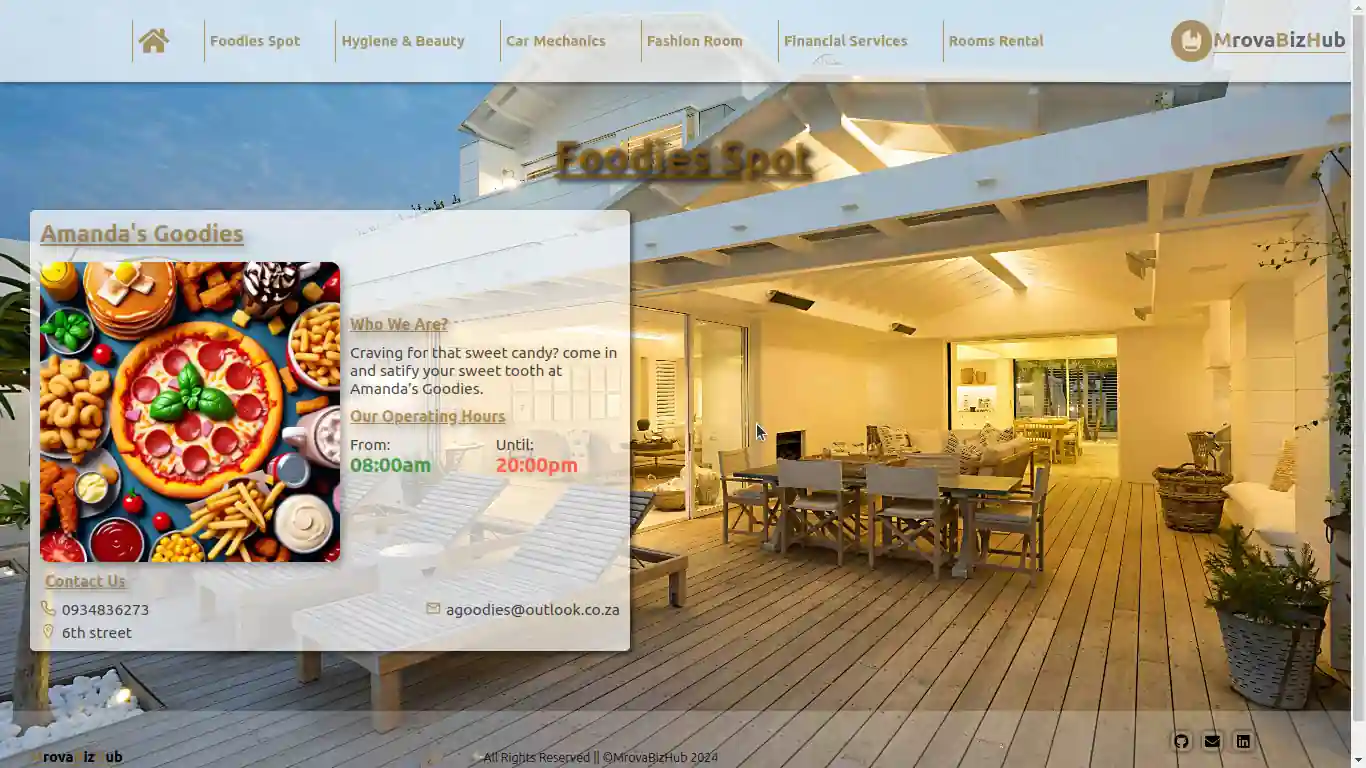 Foodies Spot
Hygiene & Beauty
Car Mechanics
Fashion Room
Financial Services
Rooms Rental
MrovaBizHub
Foodies Spot
Amanda's Goodies
Who We Are?
Craving for that sweet candy? come in
and satify your sweet tooth at
Amanda's Goodies.
Our Operating Hours
From:
08:00am
Until:
20:00pm
Contact Us
0934836273
agoodies@outlook.co.za
6th street
MrovaBizHub
All Rights Reserved || ©MrovaBizHub 2024